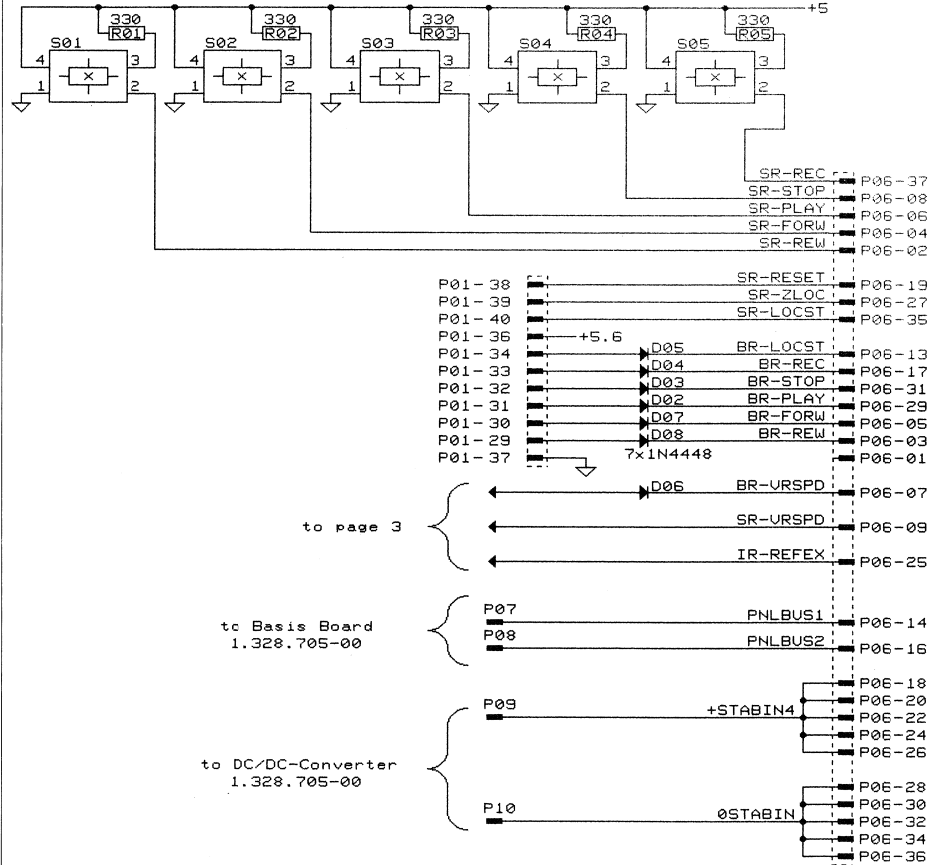 +5
330 330 330 330 330
R01 R02 R03 R04 R05
S01 S02 S03 S04 S05
4 3 4 3 4 3 4 3 4 3
1 2 1 2 1 2 1 2 1 2
SR-REC P06-37
SR-STOP P06-08
SR-PLAY P06-06
SR-FORW P06-04
SR-REW P06-02
P01-38 SR-RESET P06-19
P01-39 SR-ZLOC P06-27
P01-40 SR-LOCST P06-35
P01-36 +5.6
P01-34 D05 BR-LOCST P06-13
P01-33 D04 BR-REC P06-17
P01-32 D03 BR-STOP P06-31
P01-31 D02 BR-PLAY P06-29
P01-30 D07 BR-FORW P06-05
P01-29 D08 BR-REW P06-03
P01-37 7x1N4448 P06-01
D06 BR-VRSPD P06-07
to page 3 SR-VRSPD P06-09
IR-REFEX P06-25
P07 PNLBUS1 P06-14
to Basis Board
1.328.705-00
P08 PNLBUS2 P06-16
P06-18
P06-20
P09 +STABIN4 P06-22
P06-24
P06-26
to DC/DC-Converter
1.328.705-00
P06-28
P06-30
P10 0STABIN P06-32
P06-34
P06-36